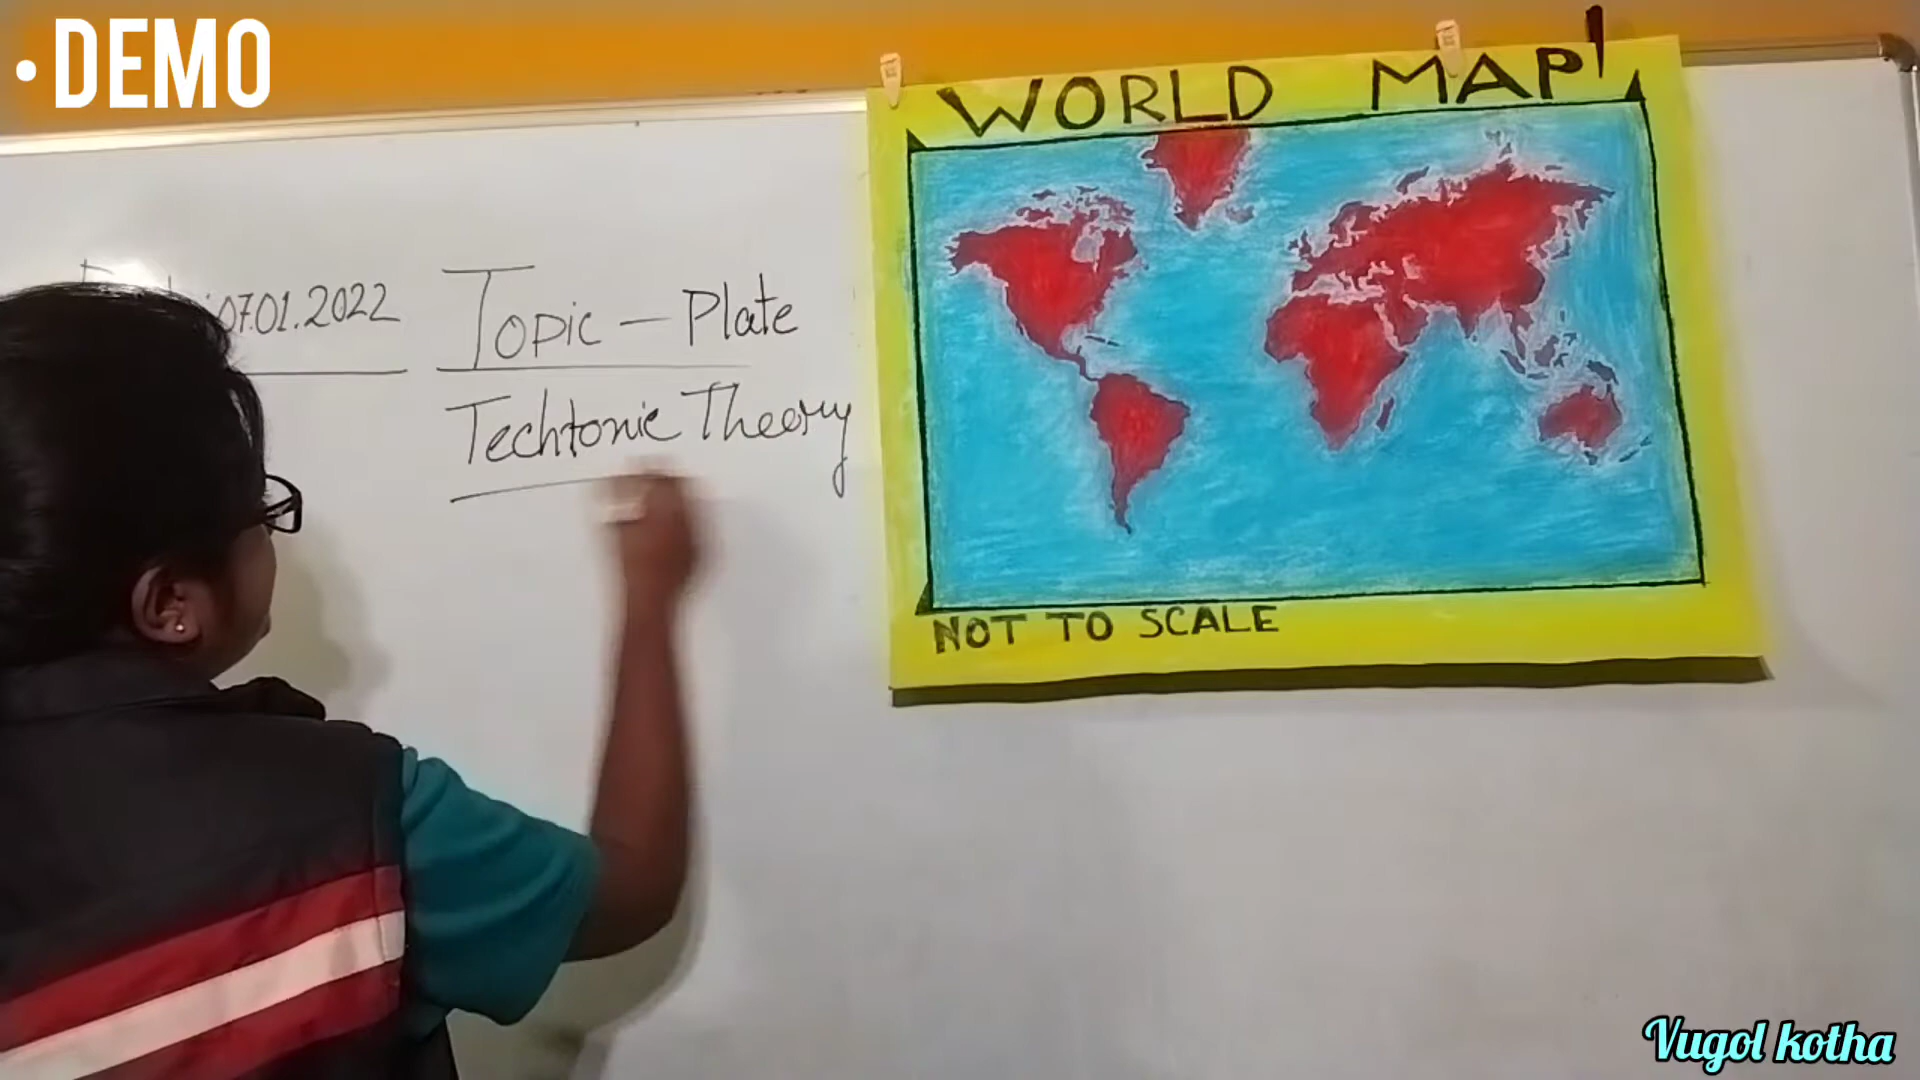 • DEMO
WORLD MAP
07.01.2022
Topic - Plate
Techtonic Theory
NOT TO SCALE
Vugol kotha